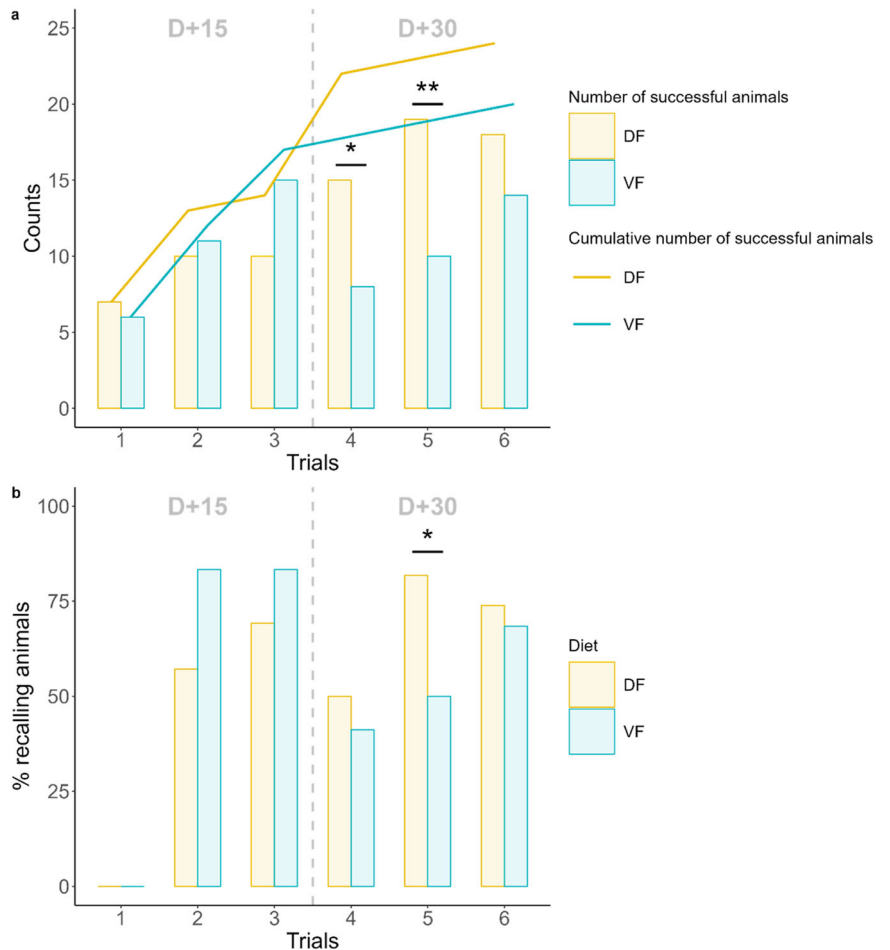 a
D+15
D+30
25
20
15
10
5
0
Counts
*
**
1 2 3 4 5 6
Trials
Number of successful animals
DF
VF
Cumulative number of successful animals
DF
VF
b
D+15
D+30
100
75
50
25
0
% recalling animals
*
1 2 3 4 5 6
Trials
Diet
DF
VF